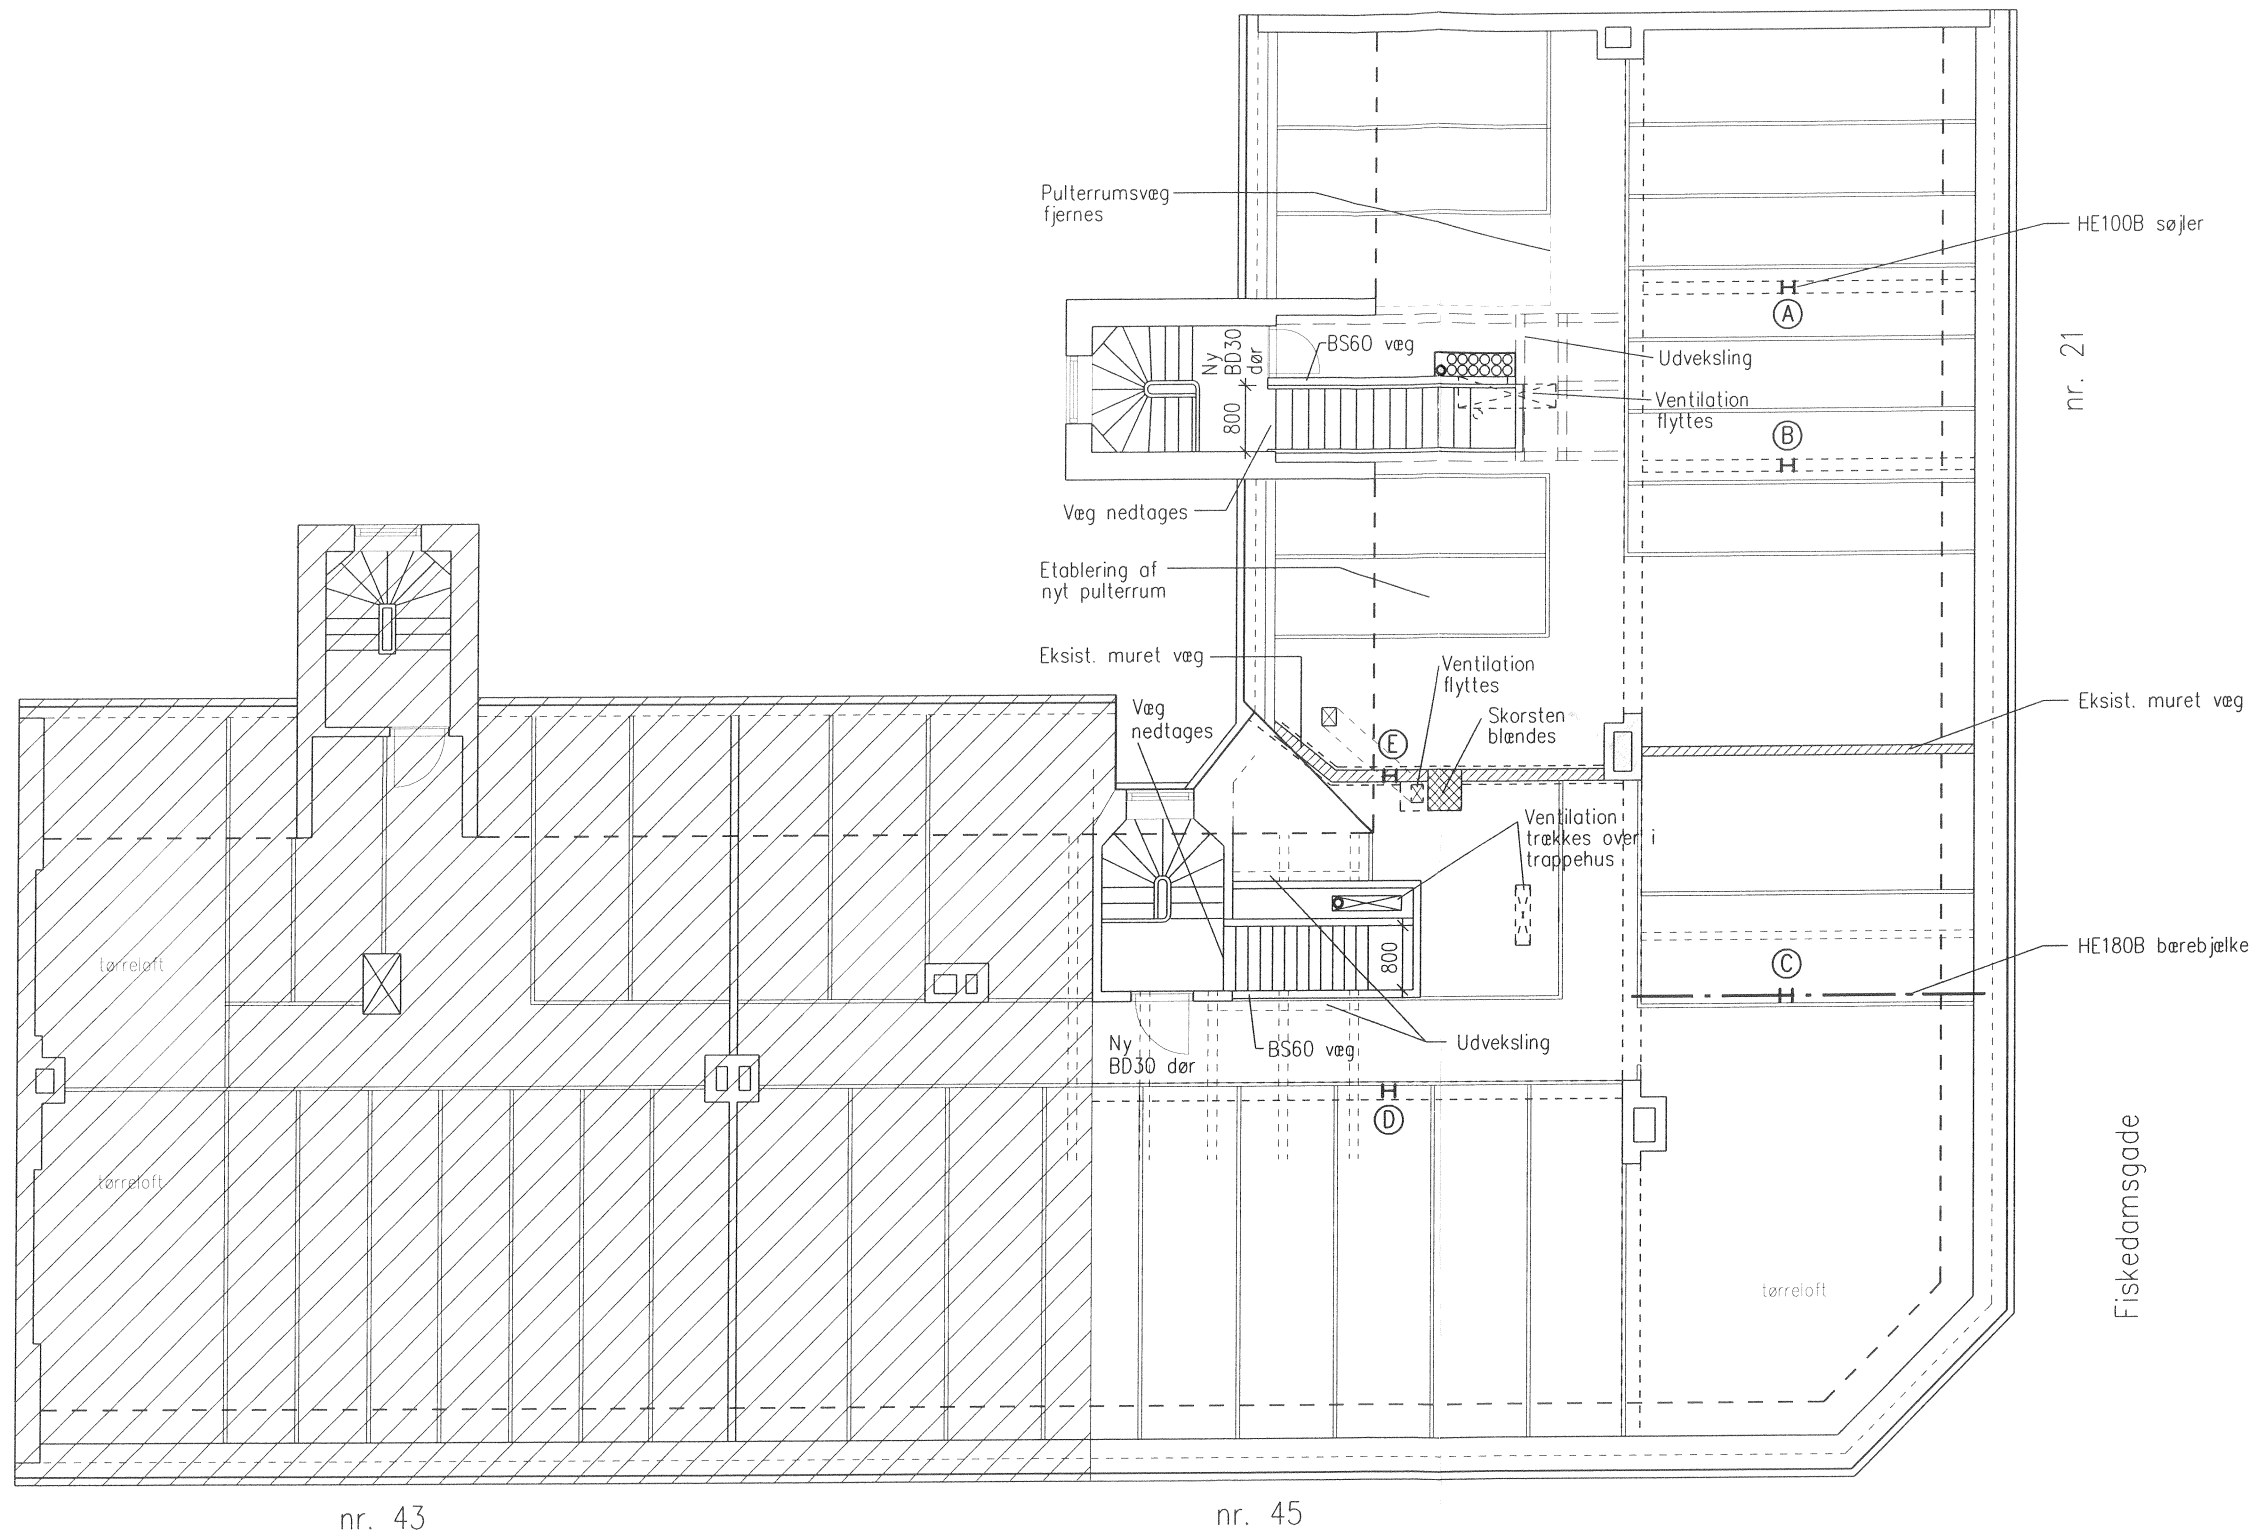 Pulterrumsvæg
fjernes
HE100B søjler
A
nr. 21
Ny
BD30
dør
BS60 væg
Udveksling
800
Ventilation
flyttes
B
Væg nedtages
Etablering af
nyt pulterrum
Eksist. muret væg
Ventilation
flyttes
Eksist. muret væg
Væg
nedtages
Skorsten
blændes
E
Ventilation
trækkes over i
trappehus
tørreloft
800
HE180B bærebjælke
C
Ny
BD30 dør
BS60 væg
Udveksling
D
tørreloft
tørreloft
Fiskedamsgade
nr. 43
nr. 45